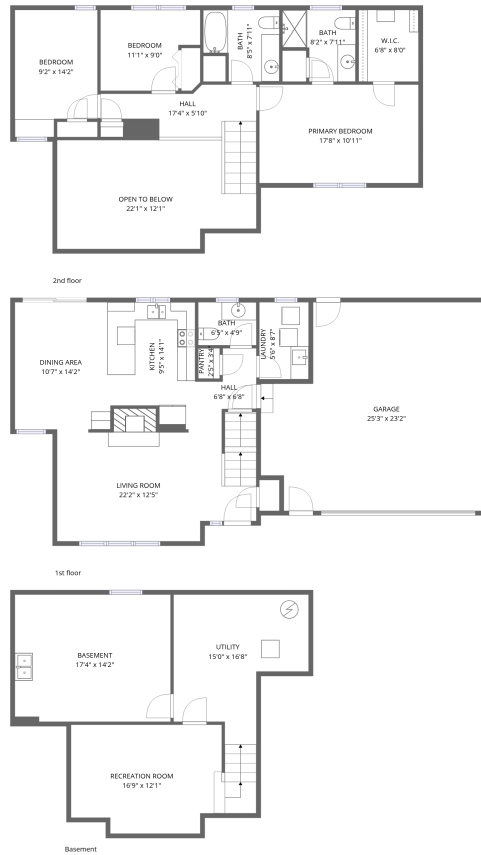 BEDROOM
9'2" x 14'2"
BEDROOM
11'1" x 9'0"
BATH
8'5" x 7'11"
BATH
8'2" x 7'11"
W.I.C.
6'8" x 8'0"
HALL
17'4" x 5'10"
PRIMARY BEDROOM
17'8" x 10'11"
OPEN TO BELOW
22'1" x 12'1"
2nd floor
DINING AREA
10'7" x 14'2"
KITCHEN
9'5" x 14'1"
BATH
6'5" x 4'9"
PANTRY
2'5" x 3'4"
LAUNDRY
5'6" x 8'7"
HALL
6'8" x 6'8"
GARAGE
25'3" x 23'2"
LIVING ROOM
22'2" x 12'5"
1st floor
BASEMENT
17'4" x 14'2"
UTILITY
15'0" x 16'8"
RECREATION ROOM
16'9" x 12'1"
Basement